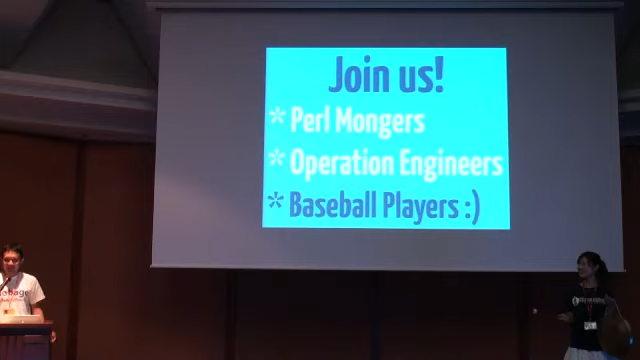 Join us!
* Perl Mongers
* Operation Engineers
* Baseball Players :)